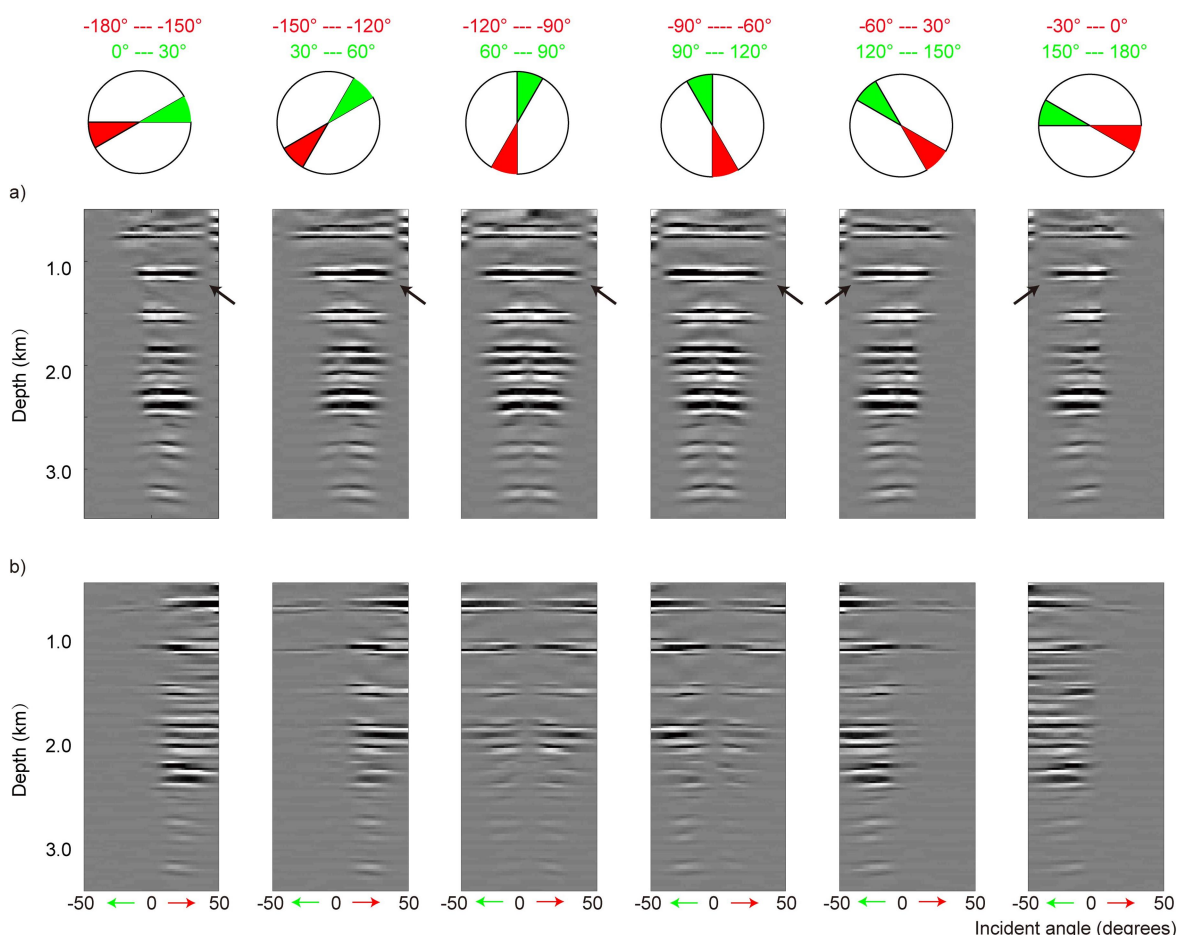 -180° --- -150° -150° --- -120° -120° --- -90° -90° ---- -60° -60° --- 30° -30° --- 0°
0° --- 30° 30° --- 60° 60° --- 90° 90° --- 120° 120° --- 150° 150° --- 180°
a)
1.0
2.0
3.0
Depth (km)
b)
1.0
2.0
3.0
Depth (km)
-50 0 50 -50 0 50 -50 0 50 -50 0 50 -50 0 50 -50 0 50
Incident angle (degrees)